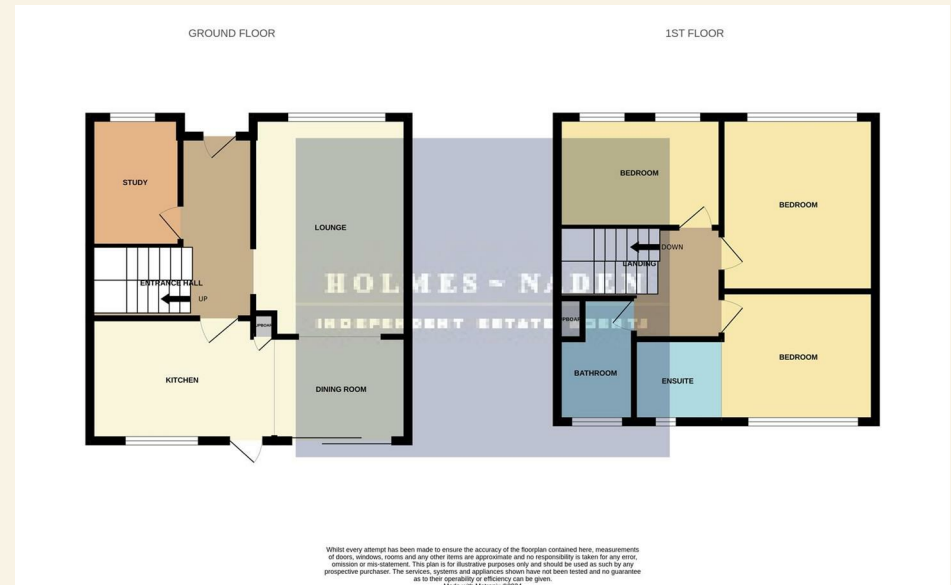 GROUND FLOOR
1ST FLOOR
STUDY
LOUNGE
ENTRANCE HALL
UP
KITCHEN
DINING ROOM
BEDROOM
BEDROOM
DOWN
LANDING
BATHROOM
ENSUITE
BEDROOM
HOLMES ~ NADEN
INDEPENDENT ESTATE
Whilst every attempt has been made to ensure the accuracy of the floorplan contained here, measurements
of doors, windows, rooms and any other items are approximate and no responsibility is taken for any error,
omission or mis-statement. This plan is for illustrative purposes only and should be used as such by any
prospective purchaser. The services, systems and appliances shown have not been tested and no guarantee
as to their operability or efficiency can be given.